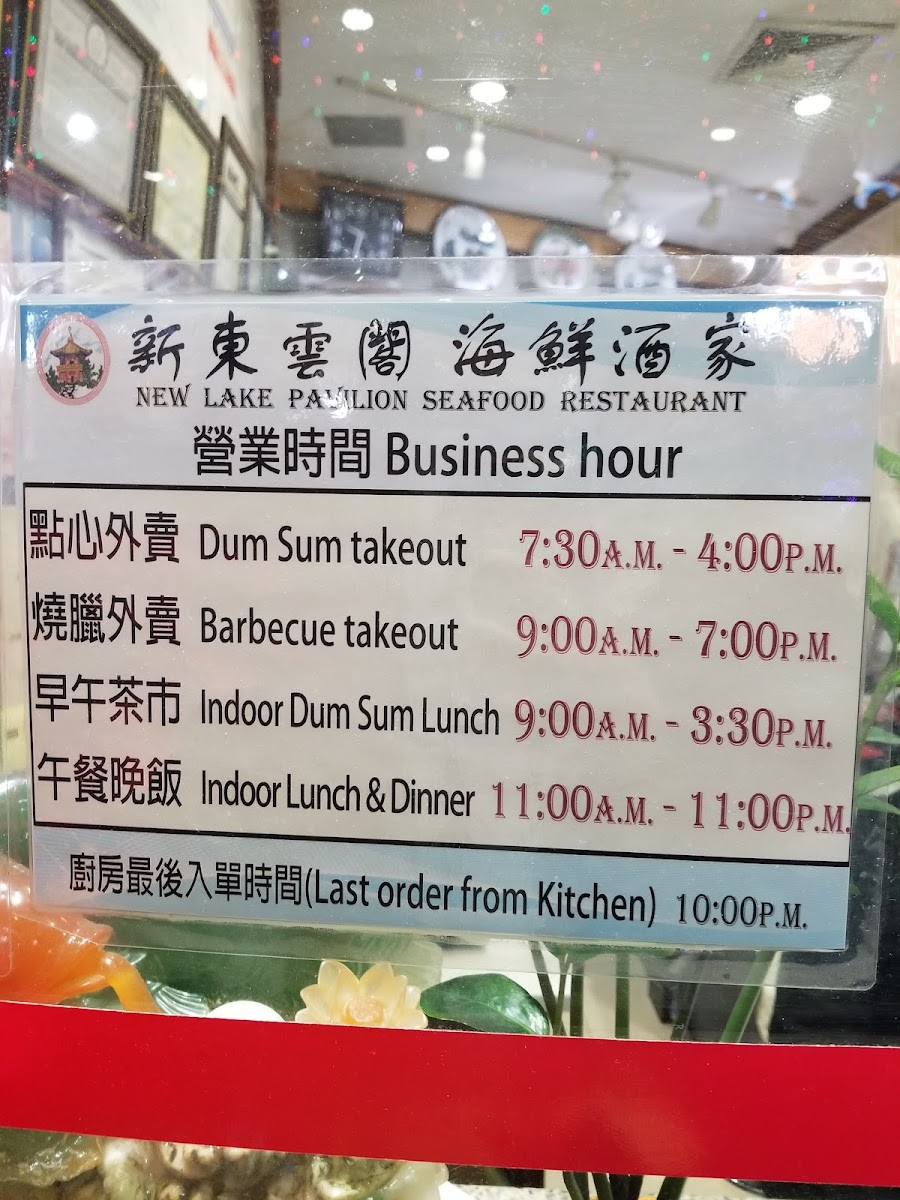 新東雲閣 海鮮酒家
NEW LAKE PAVILION SEAFOOD RESTAURANT
營業時間 Business hour
點心外賣 Dum Sum takeout 7:30A.M. - 4:00P.M.
燒臘外賣 Barbecue takeout 9:00A.M. - 7:00P.M.
早午茶市 Indoor Dum Sum Lunch 9:00A.M. - 3:30P.M.
午餐晚飯 Indoor Lunch & Dinner 11:00A.M. - 11:00P.M.
廚房最後入單時間(Last order from Kitchen) 10:00P.M.